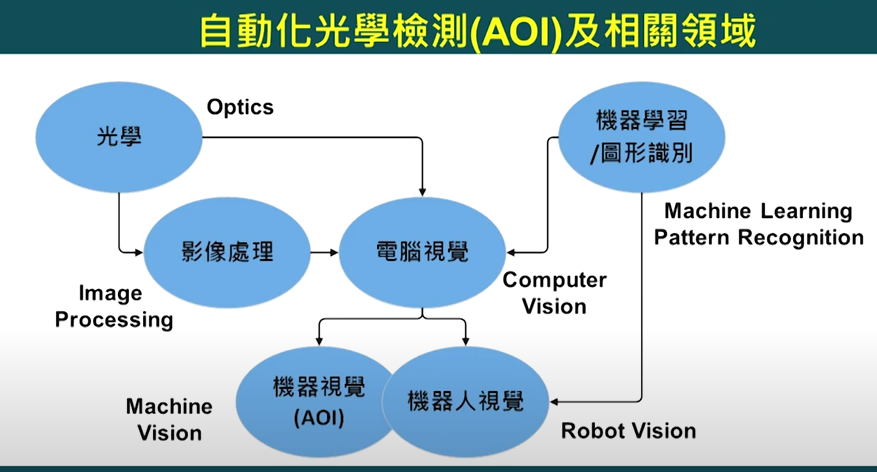 自動化光學檢測(AOI)及相關領域
光學
Optics
機器學習
/圖形識別
Machine Learning
Pattern Recognition
影像處理
Image
Processing
電腦視覺
Computer
Vision
機器視覺
(AOI)
Machine
Vision
機器人視覺
Robot Vision